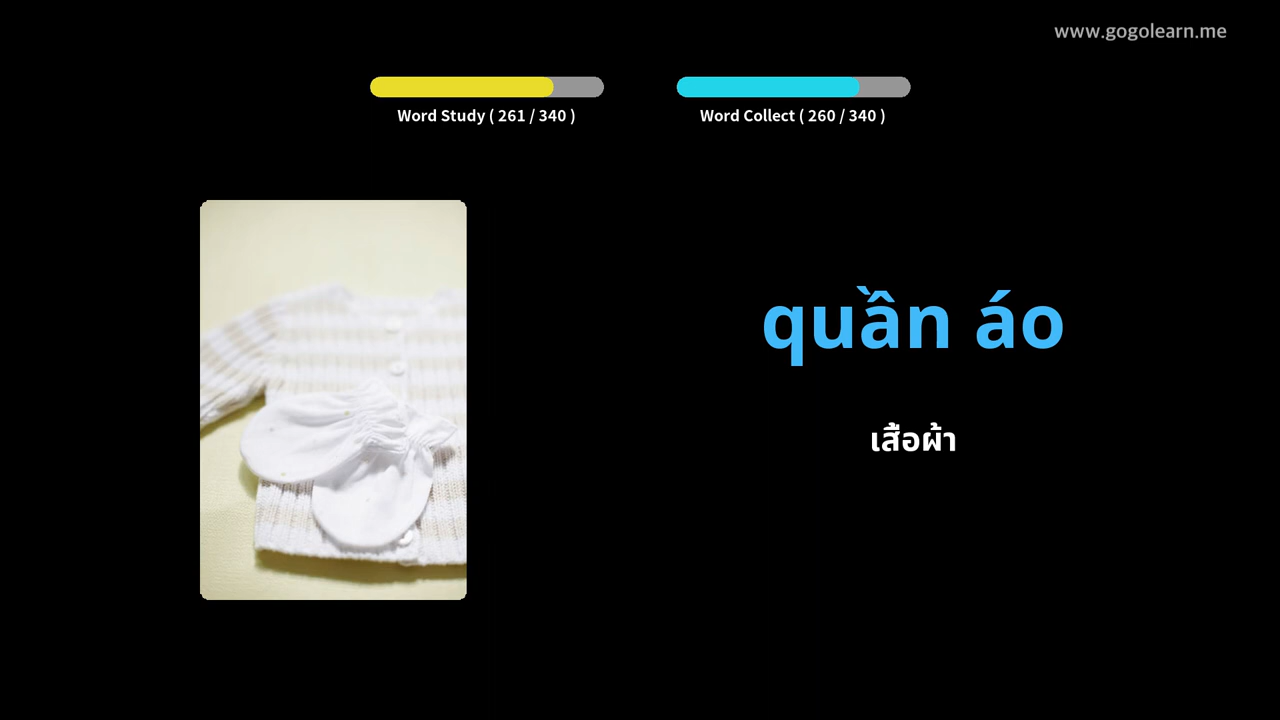 www.gogolearn.me
Word Study ( 261 / 340 )
Word Collect ( 260 / 340 )
quần áo
เสื้อผ้า